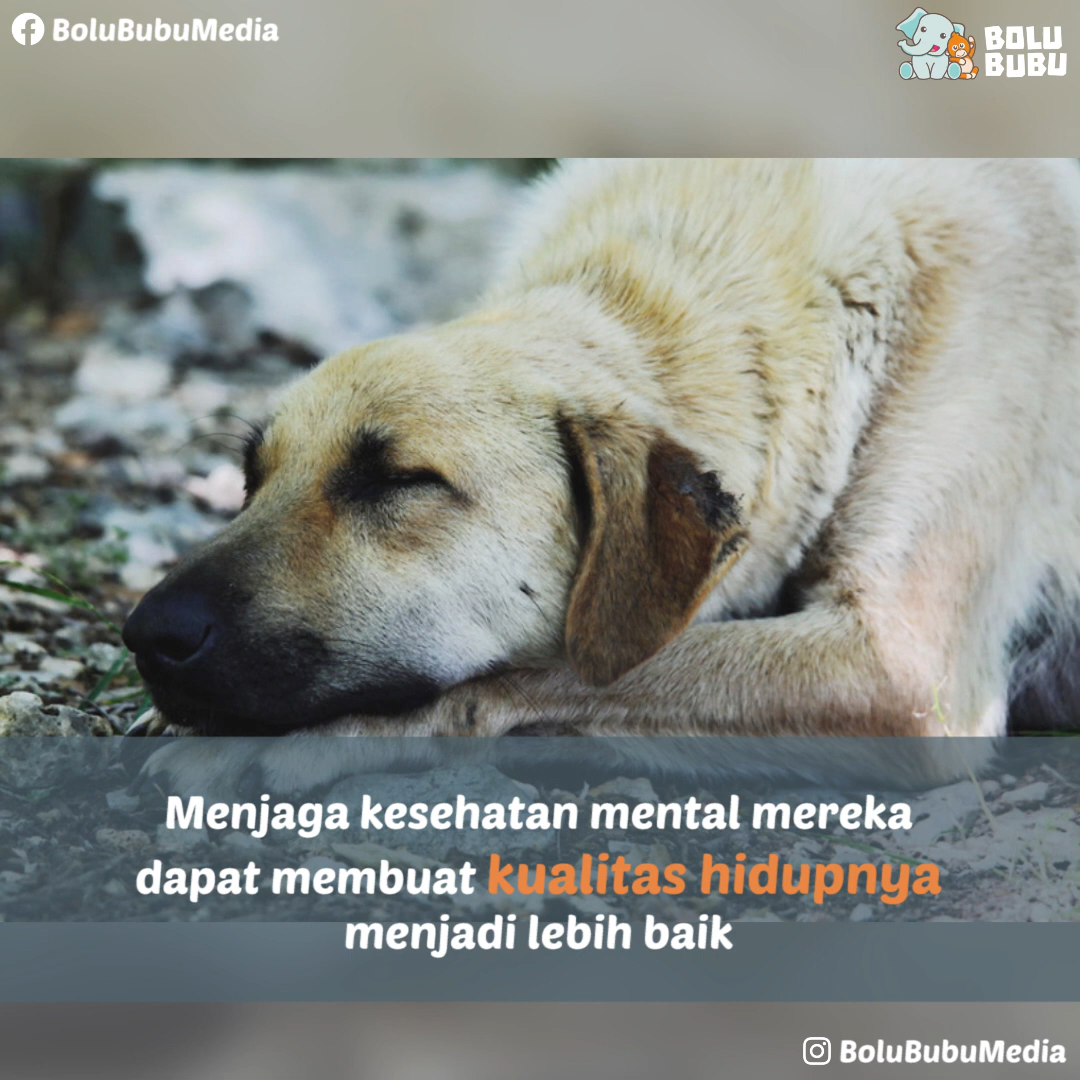 BoluBubuMedia
BOLU
BUBU
Menjaga kesehatan mental mereka
dapat membuat kualitas hidupnya
menjadi lebih baik
BoluBubuMedia